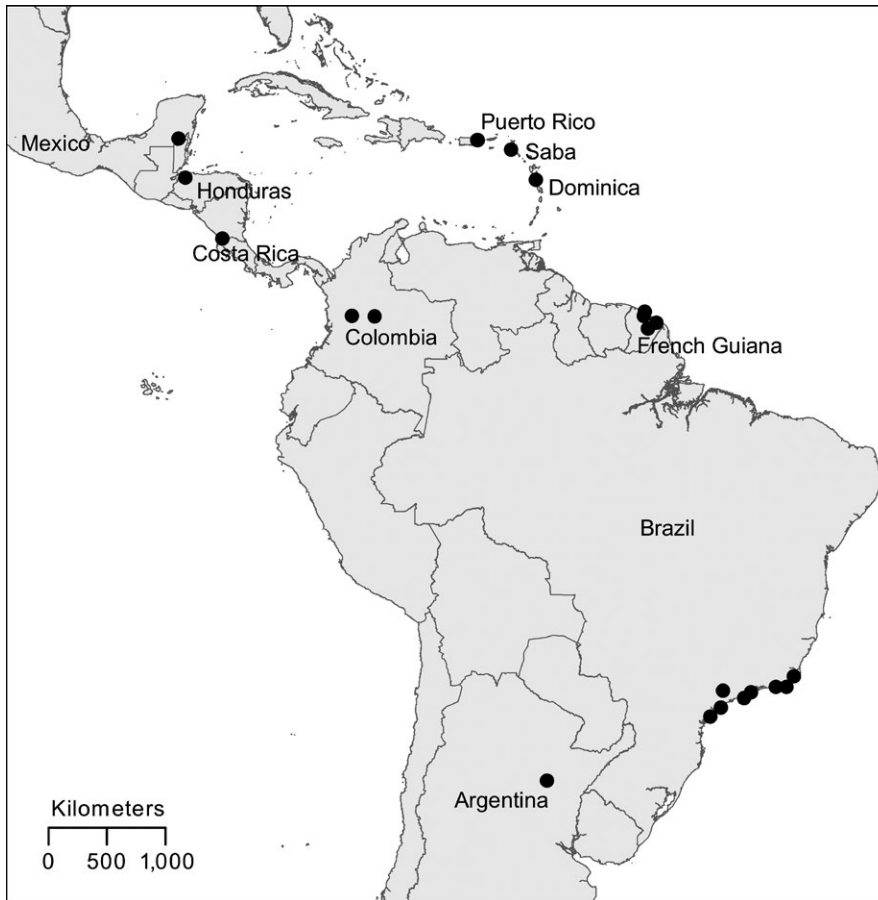 Puerto Rico
Mexico
Saba
Honduras
Dominica
Costa Rica
Colombia
French Guiana
Brazil
Argentina
Kilometers
0 500 1,000